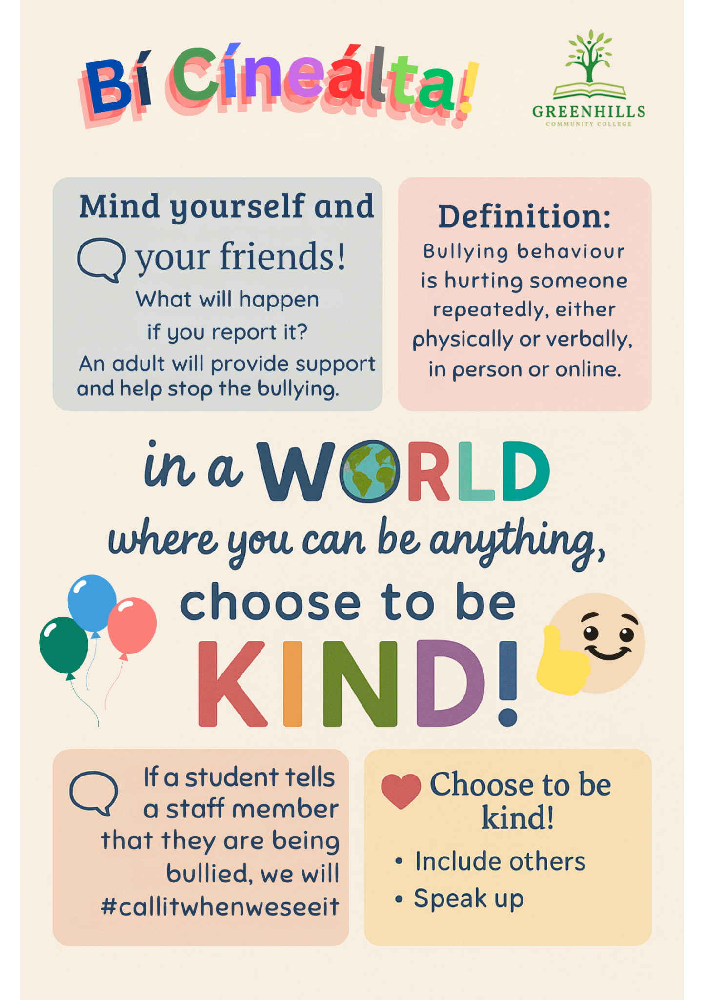 Bí Cíneálta!
GREENHILLS
COMMUNITY COLLEGE
Mind yourself and
your friends!
What will happen
if you report it?
An adult will provide support
and help stop the bullying.
Definition:
Bullying behaviour
is hurting someone
repeatedly, either
physically or verbally,
in person or online.
in a WORLD
where you can be anything,
choose to be
KIND!
If a student tells
a staff member
that they are being
bullied, we will
#callitwhenweseeit
Choose to be
kind!
• Include others
• Speak up